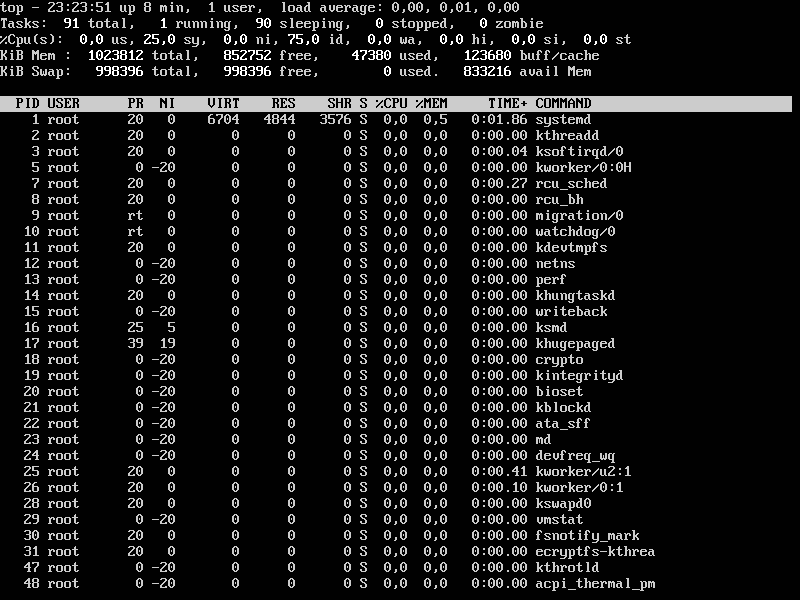 top - 23:23:51 up 8 min,  1 user,  load average: 0,00, 0,01, 0,00
Tasks:  91 total,   1 running,  90 sleeping,   0 stopped,   0 zombie
%Cpu(s):  0,0 us, 25,0 sy,  0,0 ni, 75,0 id,  0,0 wa,  0,0 hi,  0,0 si,  0,0 st
KiB Mem :  1023812 total,   852752 free,    47380 used,   123680 buff/cache
KiB Swap:   998396 total,   998396 free,        0 used.   833216 avail Mem
PID USER      PR  NI    VIRT    RES    SHR S %CPU %MEM     TIME+ COMMAND
1 root      20   0    6704   4844   3576 S  0,0  0,5   0:01.86 systemd
2 root      20   0       0      0      0 S  0,0  0,0   0:00.00 kthreadd
3 root      20   0       0      0      0 S  0,0  0,0   0:00.04 ksoftirqd/0
5 root       0 -20       0      0      0 S  0,0  0,0   0:00.00 kworker/0:0H
7 root      20   0       0      0      0 S  0,0  0,0   0:00.27 rcu_sched
8 root      20   0       0      0      0 S  0,0  0,0   0:00.00 rcu_bh
9 root      rt   0       0      0      0 S  0,0  0,0   0:00.00 migration/0
10 root      rt   0       0      0      0 S  0,0  0,0   0:00.00 watchdog/0
11 root      20   0       0      0      0 S  0,0  0,0   0:00.00 kdevtmpfs
12 root       0 -20       0      0      0 S  0,0  0,0   0:00.00 netns
13 root       0 -20       0      0      0 S  0,0  0,0   0:00.00 perf
14 root      20   0       0      0      0 S  0,0  0,0   0:00.00 khungtaskd
15 root       0 -20       0      0      0 S  0,0  0,0   0:00.00 writeback
16 root      25   5       0      0      0 S  0,0  0,0   0:00.00 ksmd
17 root      39  19       0      0      0 S  0,0  0,0   0:00.00 khugepaged
18 root       0 -20       0      0      0 S  0,0  0,0   0:00.00 crypto
19 root       0 -20       0      0      0 S  0,0  0,0   0:00.00 kintegrityd
20 root       0 -20       0      0      0 S  0,0  0,0   0:00.00 bioset
21 root       0 -20       0      0      0 S  0,0  0,0   0:00.00 kblockd
22 root       0 -20       0      0      0 S  0,0  0,0   0:00.00 ata_sff
23 root       0 -20       0      0      0 S  0,0  0,0   0:00.00 md
24 root       0 -20       0      0      0 S  0,0  0,0   0:00.00 devfreq_wq
25 root      20   0       0      0      0 S  0,0  0,0   0:00.41 kworker/u2:1
26 root      20   0       0      0      0 S  0,0  0,0   0:00.10 kworker/0:1
28 root      20   0       0      0      0 S  0,0  0,0   0:00.00 kswapd0
29 root       0 -20       0      0      0 S  0,0  0,0   0:00.00 vmstat
30 root      20   0       0      0      0 S  0,0  0,0   0:00.00 fsnotify_mark
31 root      20   0       0      0      0 S  0,0  0,0   0:00.00 ecryptfs-kthrea
47 root       0 -20       0      0      0 S  0,0  0,0   0:00.00 kthrotld
48 root       0 -20       0      0      0 S  0,0  0,0   0:00.00 acpi_thermal_pm